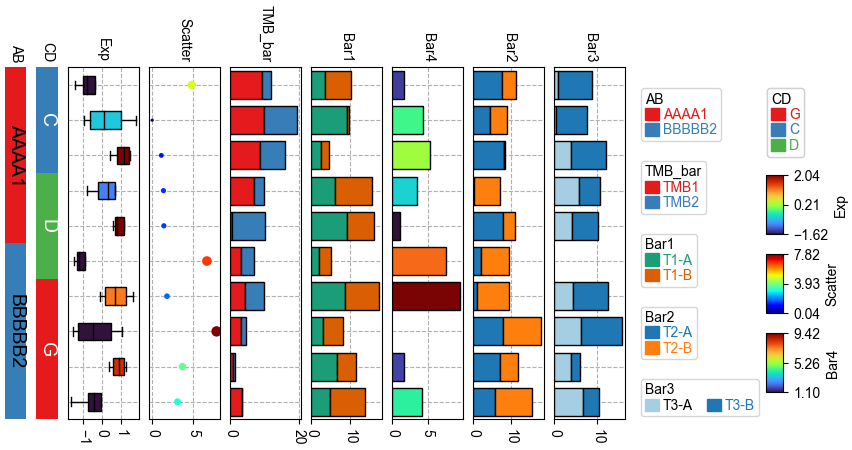 AB
CD
Exp
Scatter
TMB_bar
Bar1
Bar4
Bar2
Bar3
AAAA1
BBBBB2
C
D
G
−1 0 1
0 5
0 10 20
0 10
0 5
0 10
0 10
AB
AAAA1
BBBBB2
TMB_bar
TMB1
TMB2
Bar1
T1-A
T1-B
Bar2
T2-A
T2-B
Bar3
T3-A T3-B
CD
G
C
D
2.04
0.21
−1.62
Exp
7.82
3.93
0.04
Scatter
9.42
5.26
1.10
Bar4